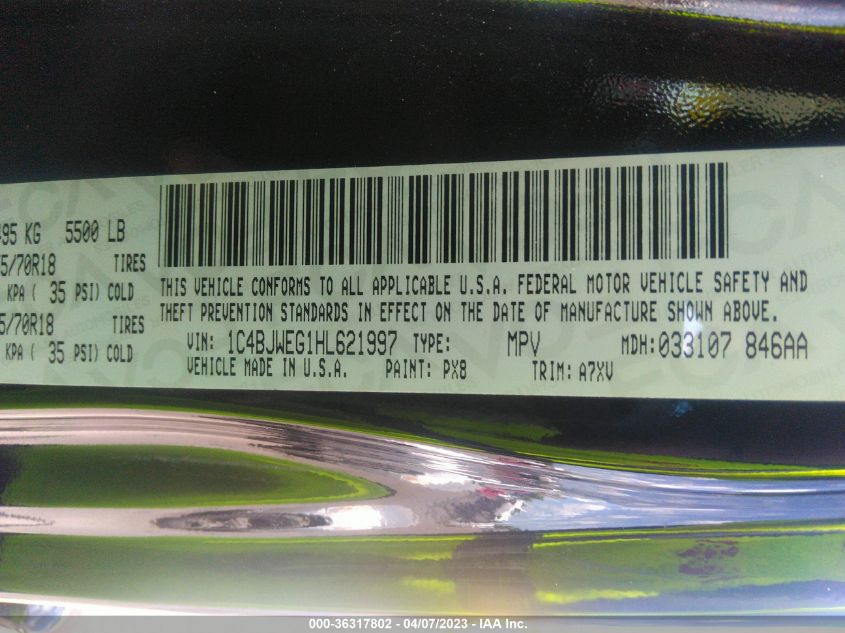 495 KG 5500 LB
5/70R18 TIRES
KPA ( 35 PSI) COLD
5/70R18 TIRES
KPA ( 35 PSI) COLD
THIS VEHICLE CONFORMS TO ALL APPLICABLE U.S.A. FEDERAL MOTOR VEHICLE SAFETY AND
THEFT PREVENTION STANDARDS IN EFFECT ON THE DATE OF MANUFACTURE SHOWN ABOVE.
VIN: 1C4BJWEG1HL621997 TYPE: MPV MDH:033107 846AA
VEHICLE MADE IN U.S.A. PAINT: PX8 TRIM: A7XV
000-36317802 - 04/07/2023 - IAA Inc.